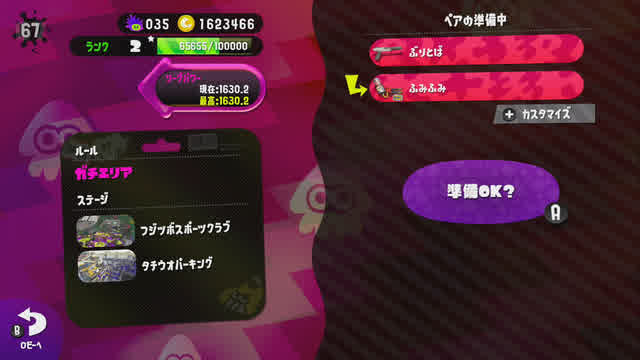 67
035
1623466
ランク 2
65655/100000
リーグパワー
現在:1630.2
最高:1630.2
ルール
ガチエリア
ステージ
フジツボスポーツクラブ
タチウオパーキング
B
ロビーへ
ペアの準備中
ぶりとば
ふみふみ
カスタマイズ
準備OK?
A